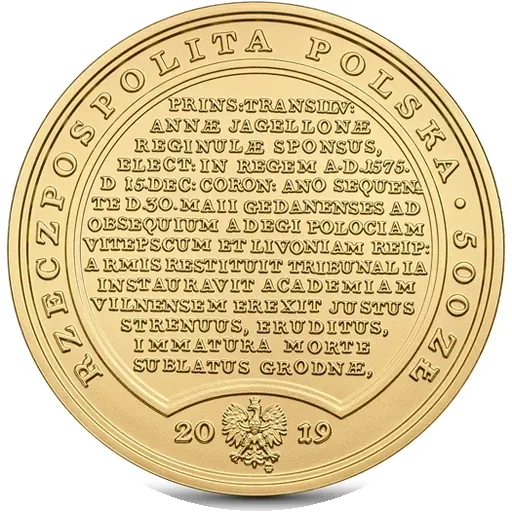 RZECZPOSPOLITA POLSKA · 500 ZŁ
PRINS:TRANSILV:
ANNÆ JAGELLONÆ
REGINULÆ SPONSUS,
ELECT: IN REGEM A.D.1575.
D 15.DEC: CORON: ANO SEQUEN
TE D.30.MAII GEDANENSES AD
OBSEQUIUM ADEGI POLOCIAM
VITEPSCUM ET LIVONIAM REIP:
ARMIS RESTITUIT TRIBUNALIA
INSTAURAVIT ACADEMIAM
VILNENSEM EREXIT JUSTUS
STRENUUS, ERUDITUS,
IMMATURA MORTE
SUBLATUS GRODNÆ,
2019